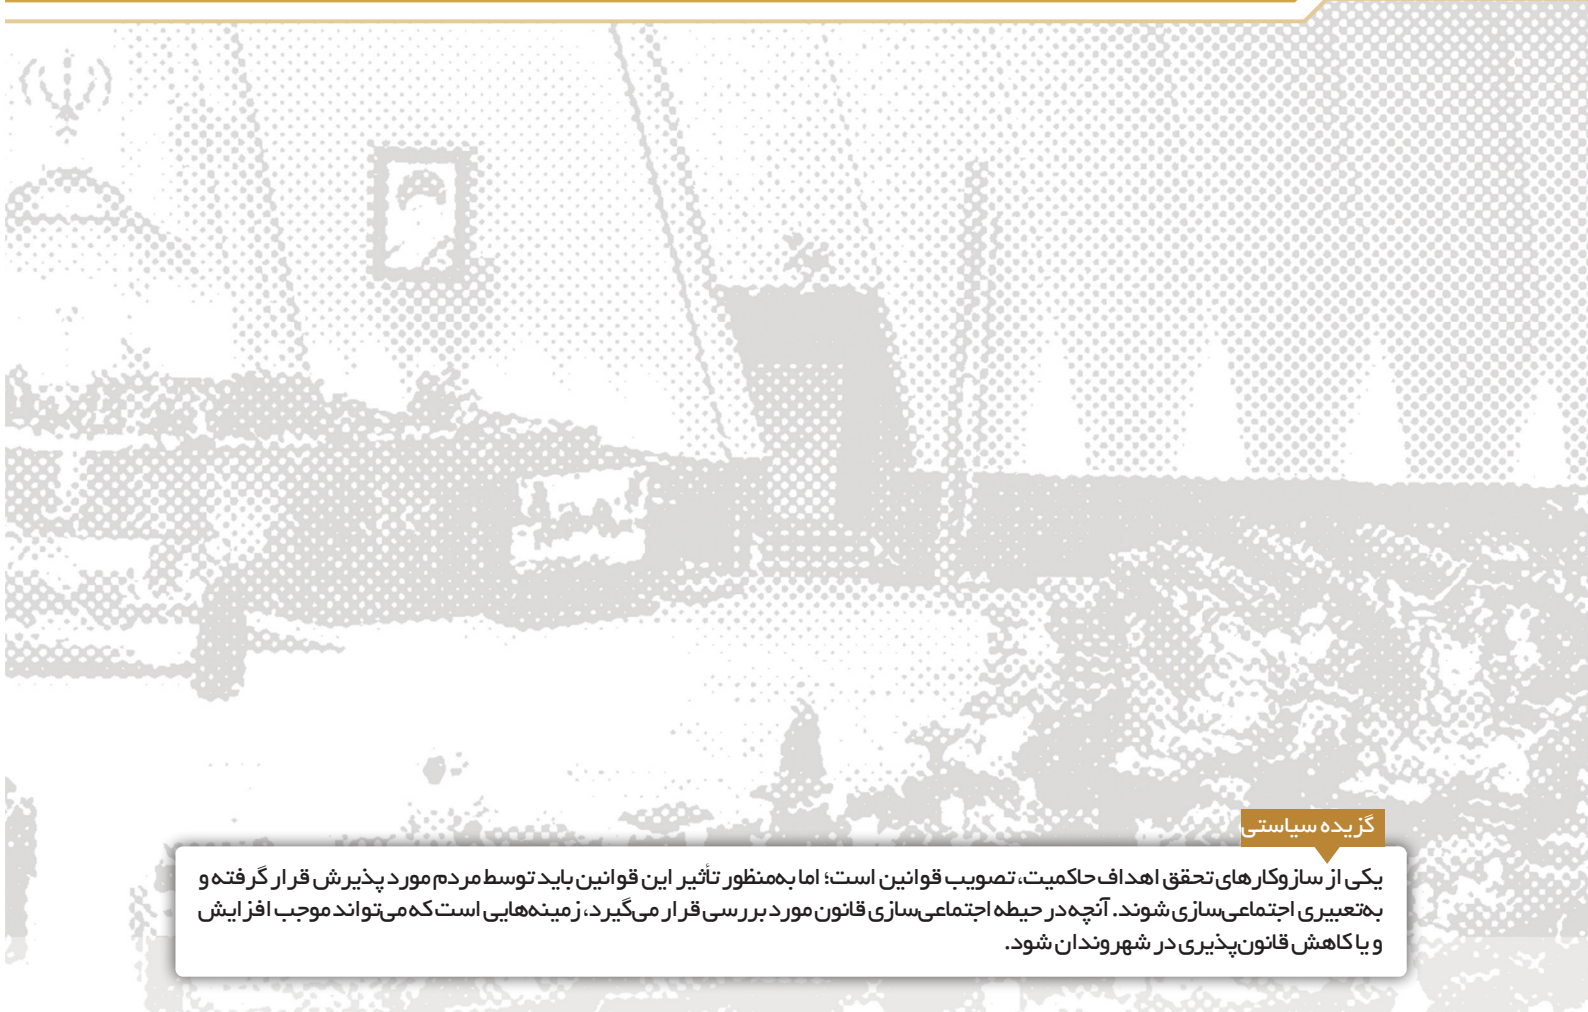 گزیده سیاستی
یکی از سازوکارهای تحقق اهداف حاکمیت، تصویب قوانین است؛ اما به‌منظور تأثیر این قوانین باید توسط مردم مورد پذیرش قرار گرفته و
به‌تعبیری اجتماعی‌سازی شوند. آنچه در حیطه اجتماعی‌سازی قانون مورد بررسی قرار می‌گیرد، زمینه‌هایی است که می‌تواند موجب افزایش
و یا کاهش قانون‌پذیری در شهروندان شود.